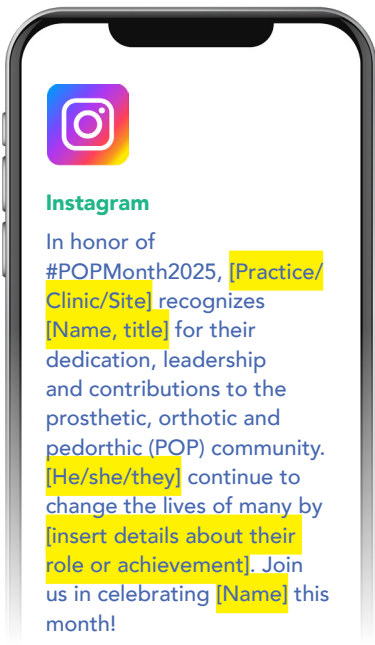 Instagram
In honor of
#POPMonth2025, [Practice/
Clinic/Site] recognizes
[Name, title] for their
dedication, leadership
and contributions to the
prosthetic, orthotic and
pedorthic (POP) community.
[He/she/they] continue to
change the lives of many by
[insert details about their
role or achievement]. Join
us in celebrating [Name] this
month!